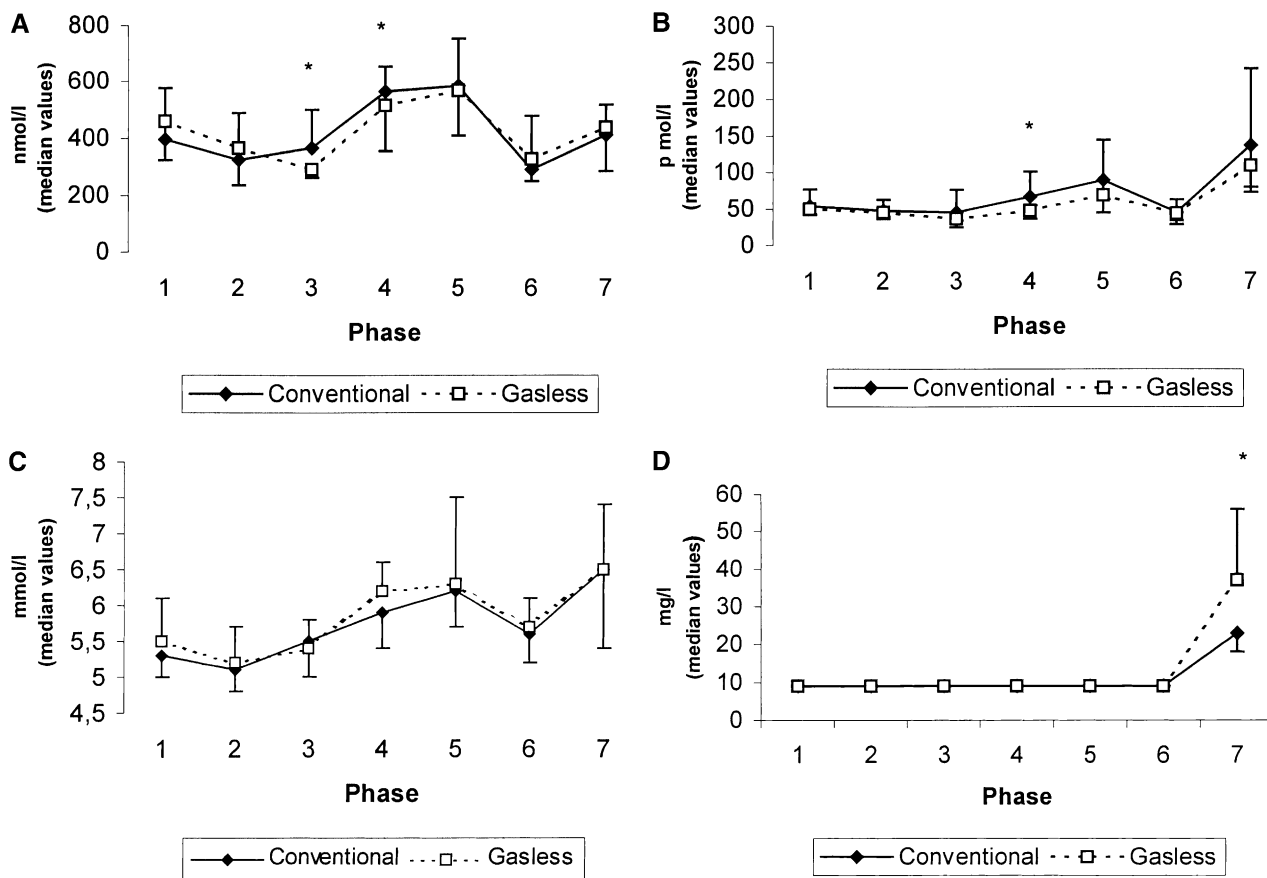 A
nmol/l
(median values)
800
600
400
200
0
*
*
1 2 3 4 5 6 7
Phase
Conventional Gasless
B
p mol/l
(median values)
300
250
200
150
100
50
0
*
1 2 3 4 5 6 7
Phase
Conventional Gasless
C
mmol/l
(median values)
8
7,5
7
6,5
6
5,5
5
4,5
1 2 3 4 5 6 7
Phase
Conventional Gasless
D
mg/l
(median values)
60
50
40
30
20
10
0
*
1 2 3 4 5 6 7
Phase
Conventional Gasless